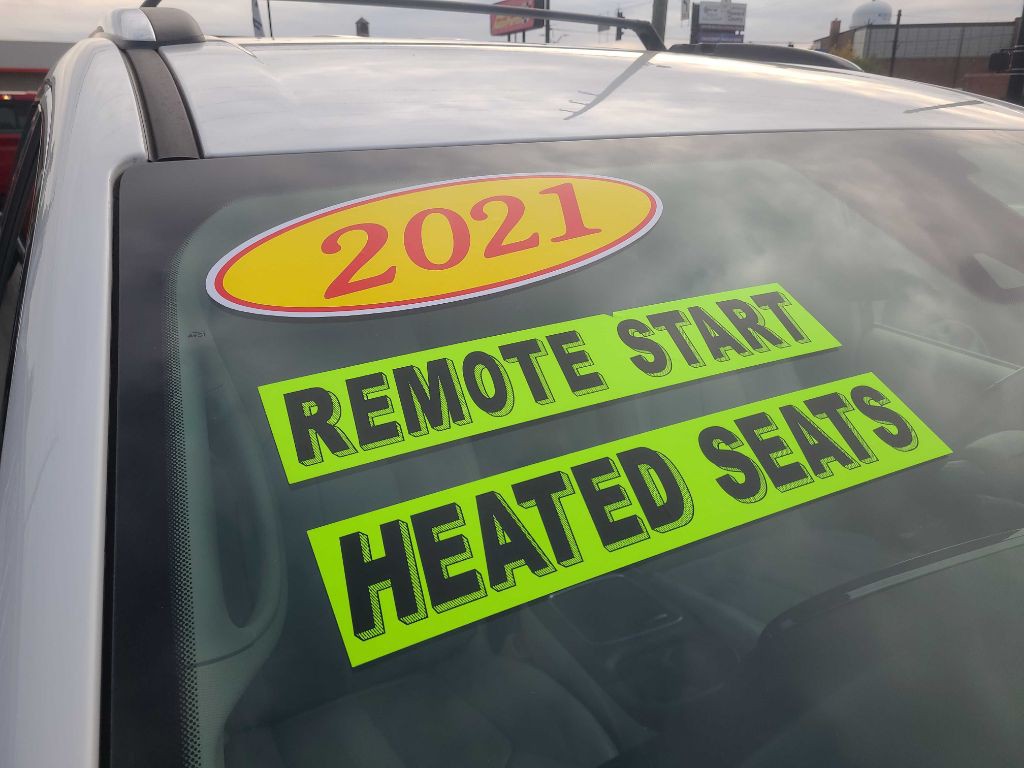 2021
REMOTE START
HEATED SEATS